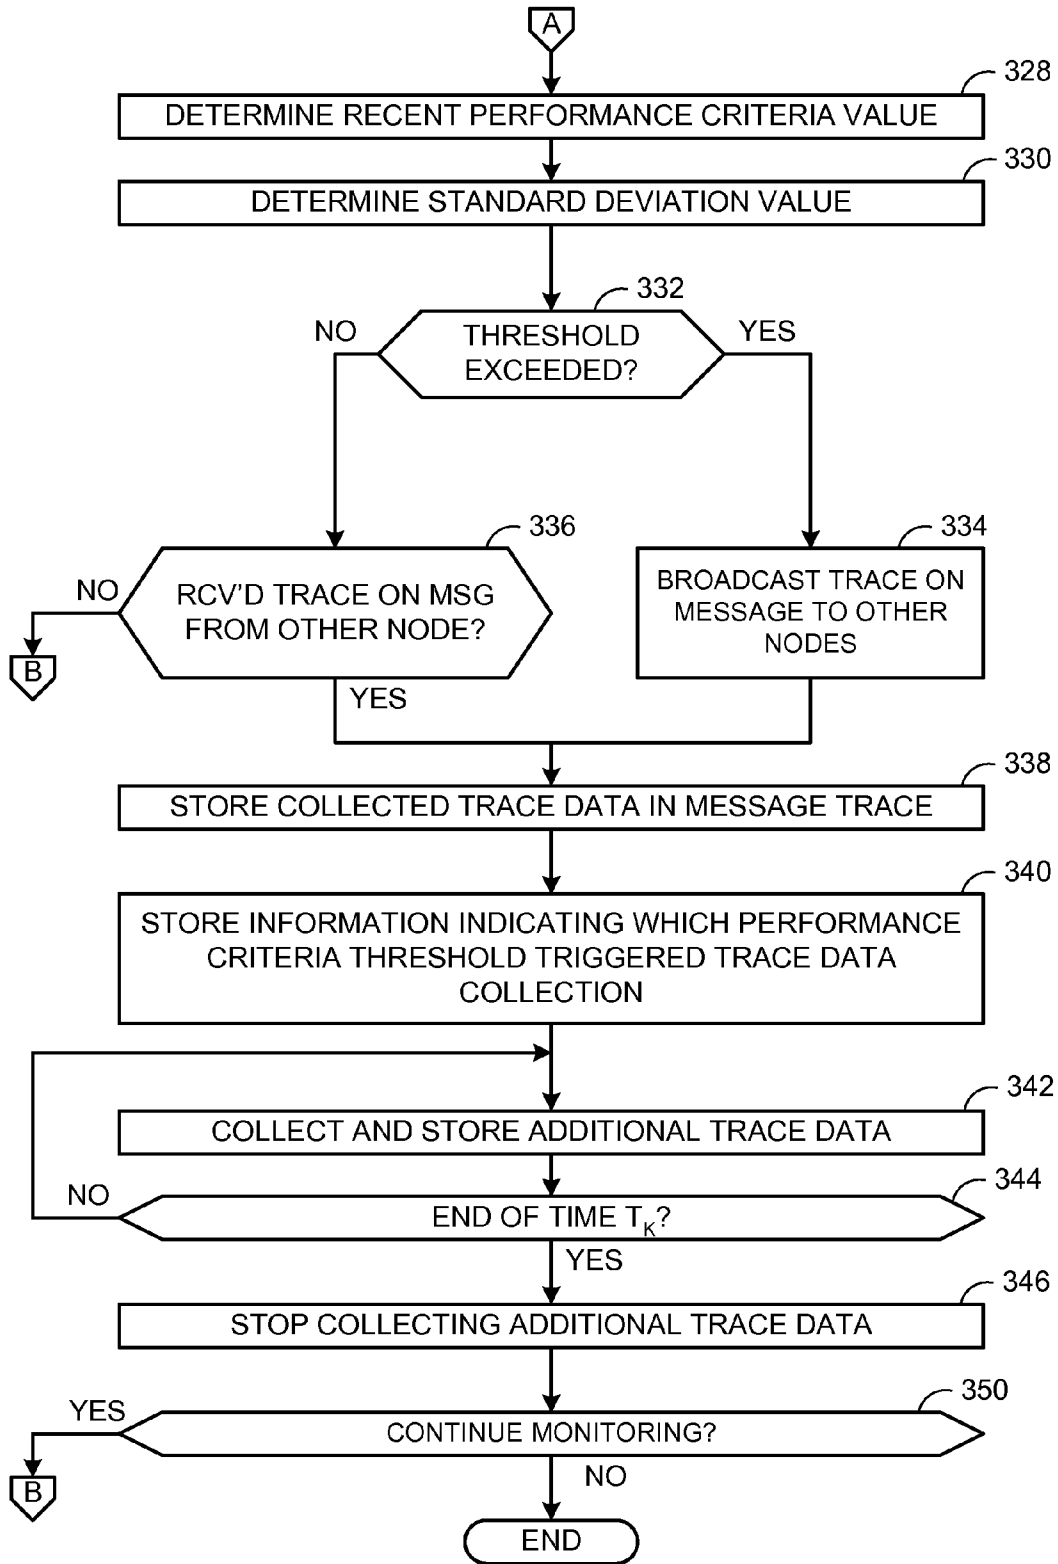 A
328
DETERMINE RECENT PERFORMANCE CRITERIA VALUE
330
DETERMINE STANDARD DEVIATION VALUE
332
NO
THRESHOLD
EXCEEDED?
YES
336
334
NO
RCV'D TRACE ON MSG
FROM OTHER NODE?
BROADCAST TRACE ON
MESSAGE TO OTHER
NODES
B
YES
338
STORE COLLECTED TRACE DATA IN MESSAGE TRACE
340
STORE INFORMATION INDICATING WHICH PERFORMANCE
CRITERIA THRESHOLD TRIGGERED TRACE DATA
COLLECTION
342
COLLECT AND STORE ADDITIONAL TRACE DATA
344
NO
END OF TIME TK?
YES
346
STOP COLLECTING ADDITIONAL TRACE DATA
350
YES
CONTINUE MONITORING?
B
NO
END